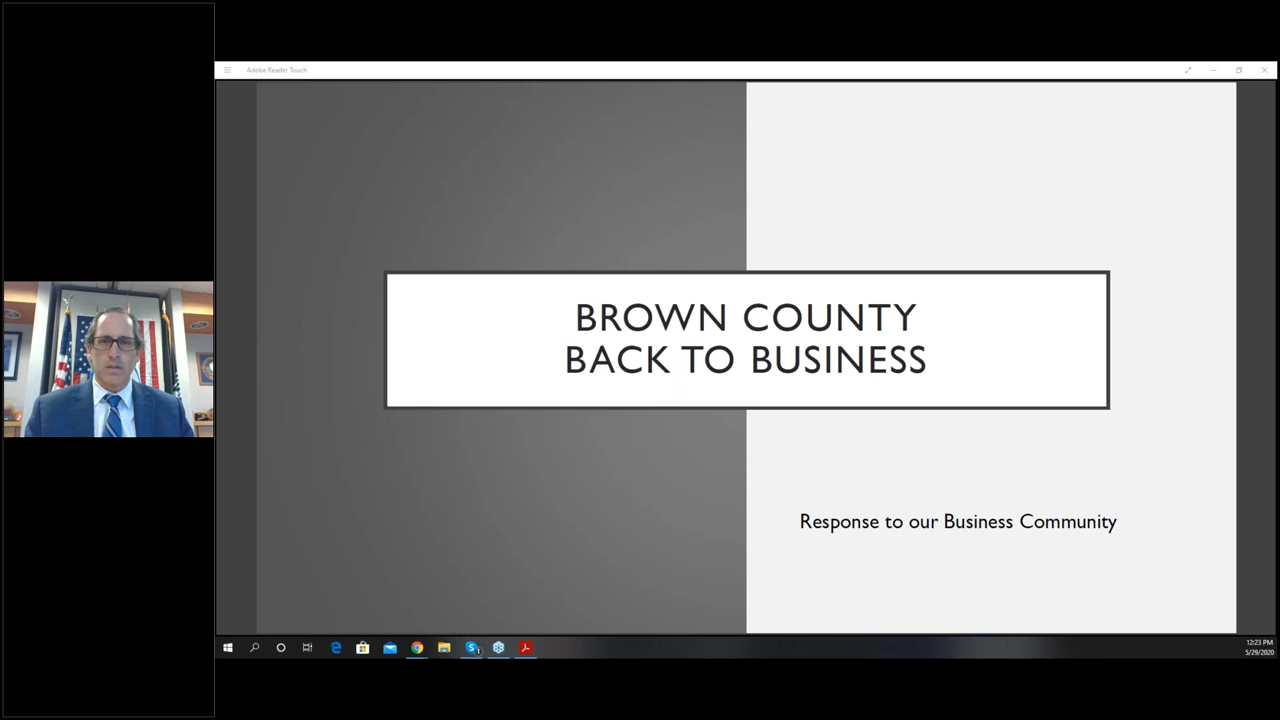 Adobe Reader Touch
BROWN COUNTY
BACK TO BUSINESS
Response to our Business Community
1
12:23 PM
5/29/2020